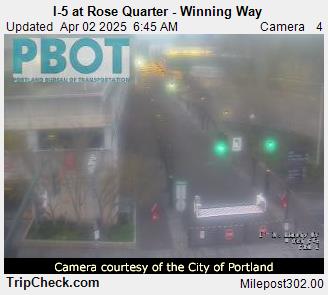 I-5 at Rose Quarter - Winning Way
Updated Apr 02 2025 6:45 AM Camera 4
PBOT
PORTLAND BUREAU OF TRANSPORTATION
Camera courtesy of the City of Portland
TripCheck.com Milepost302.00